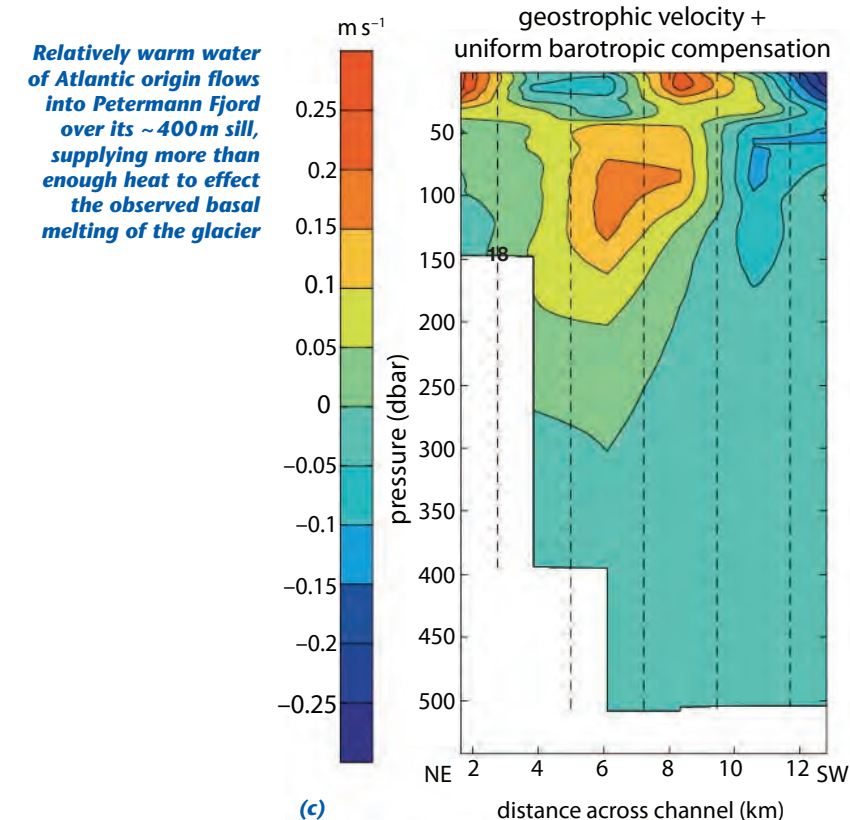 Relatively warm water
of Atlantic origin flows
into Petermann Fjord
over its ~400 m sill,
supplying more than
enough heat to effect
the observed basal
melting of the glacier
m s⁻¹
0.25
0.2
0.15
0.1
0.05
0
–0.05
–0.1
–0.15
–0.2
–0.25
(c)
geostrophic velocity +
uniform barotropic compensation
pressure (dbar)
50
100
150
200
250
300
350
400
450
500
18
NE 2 4 6 8 10 12 SW
distance across channel (km)